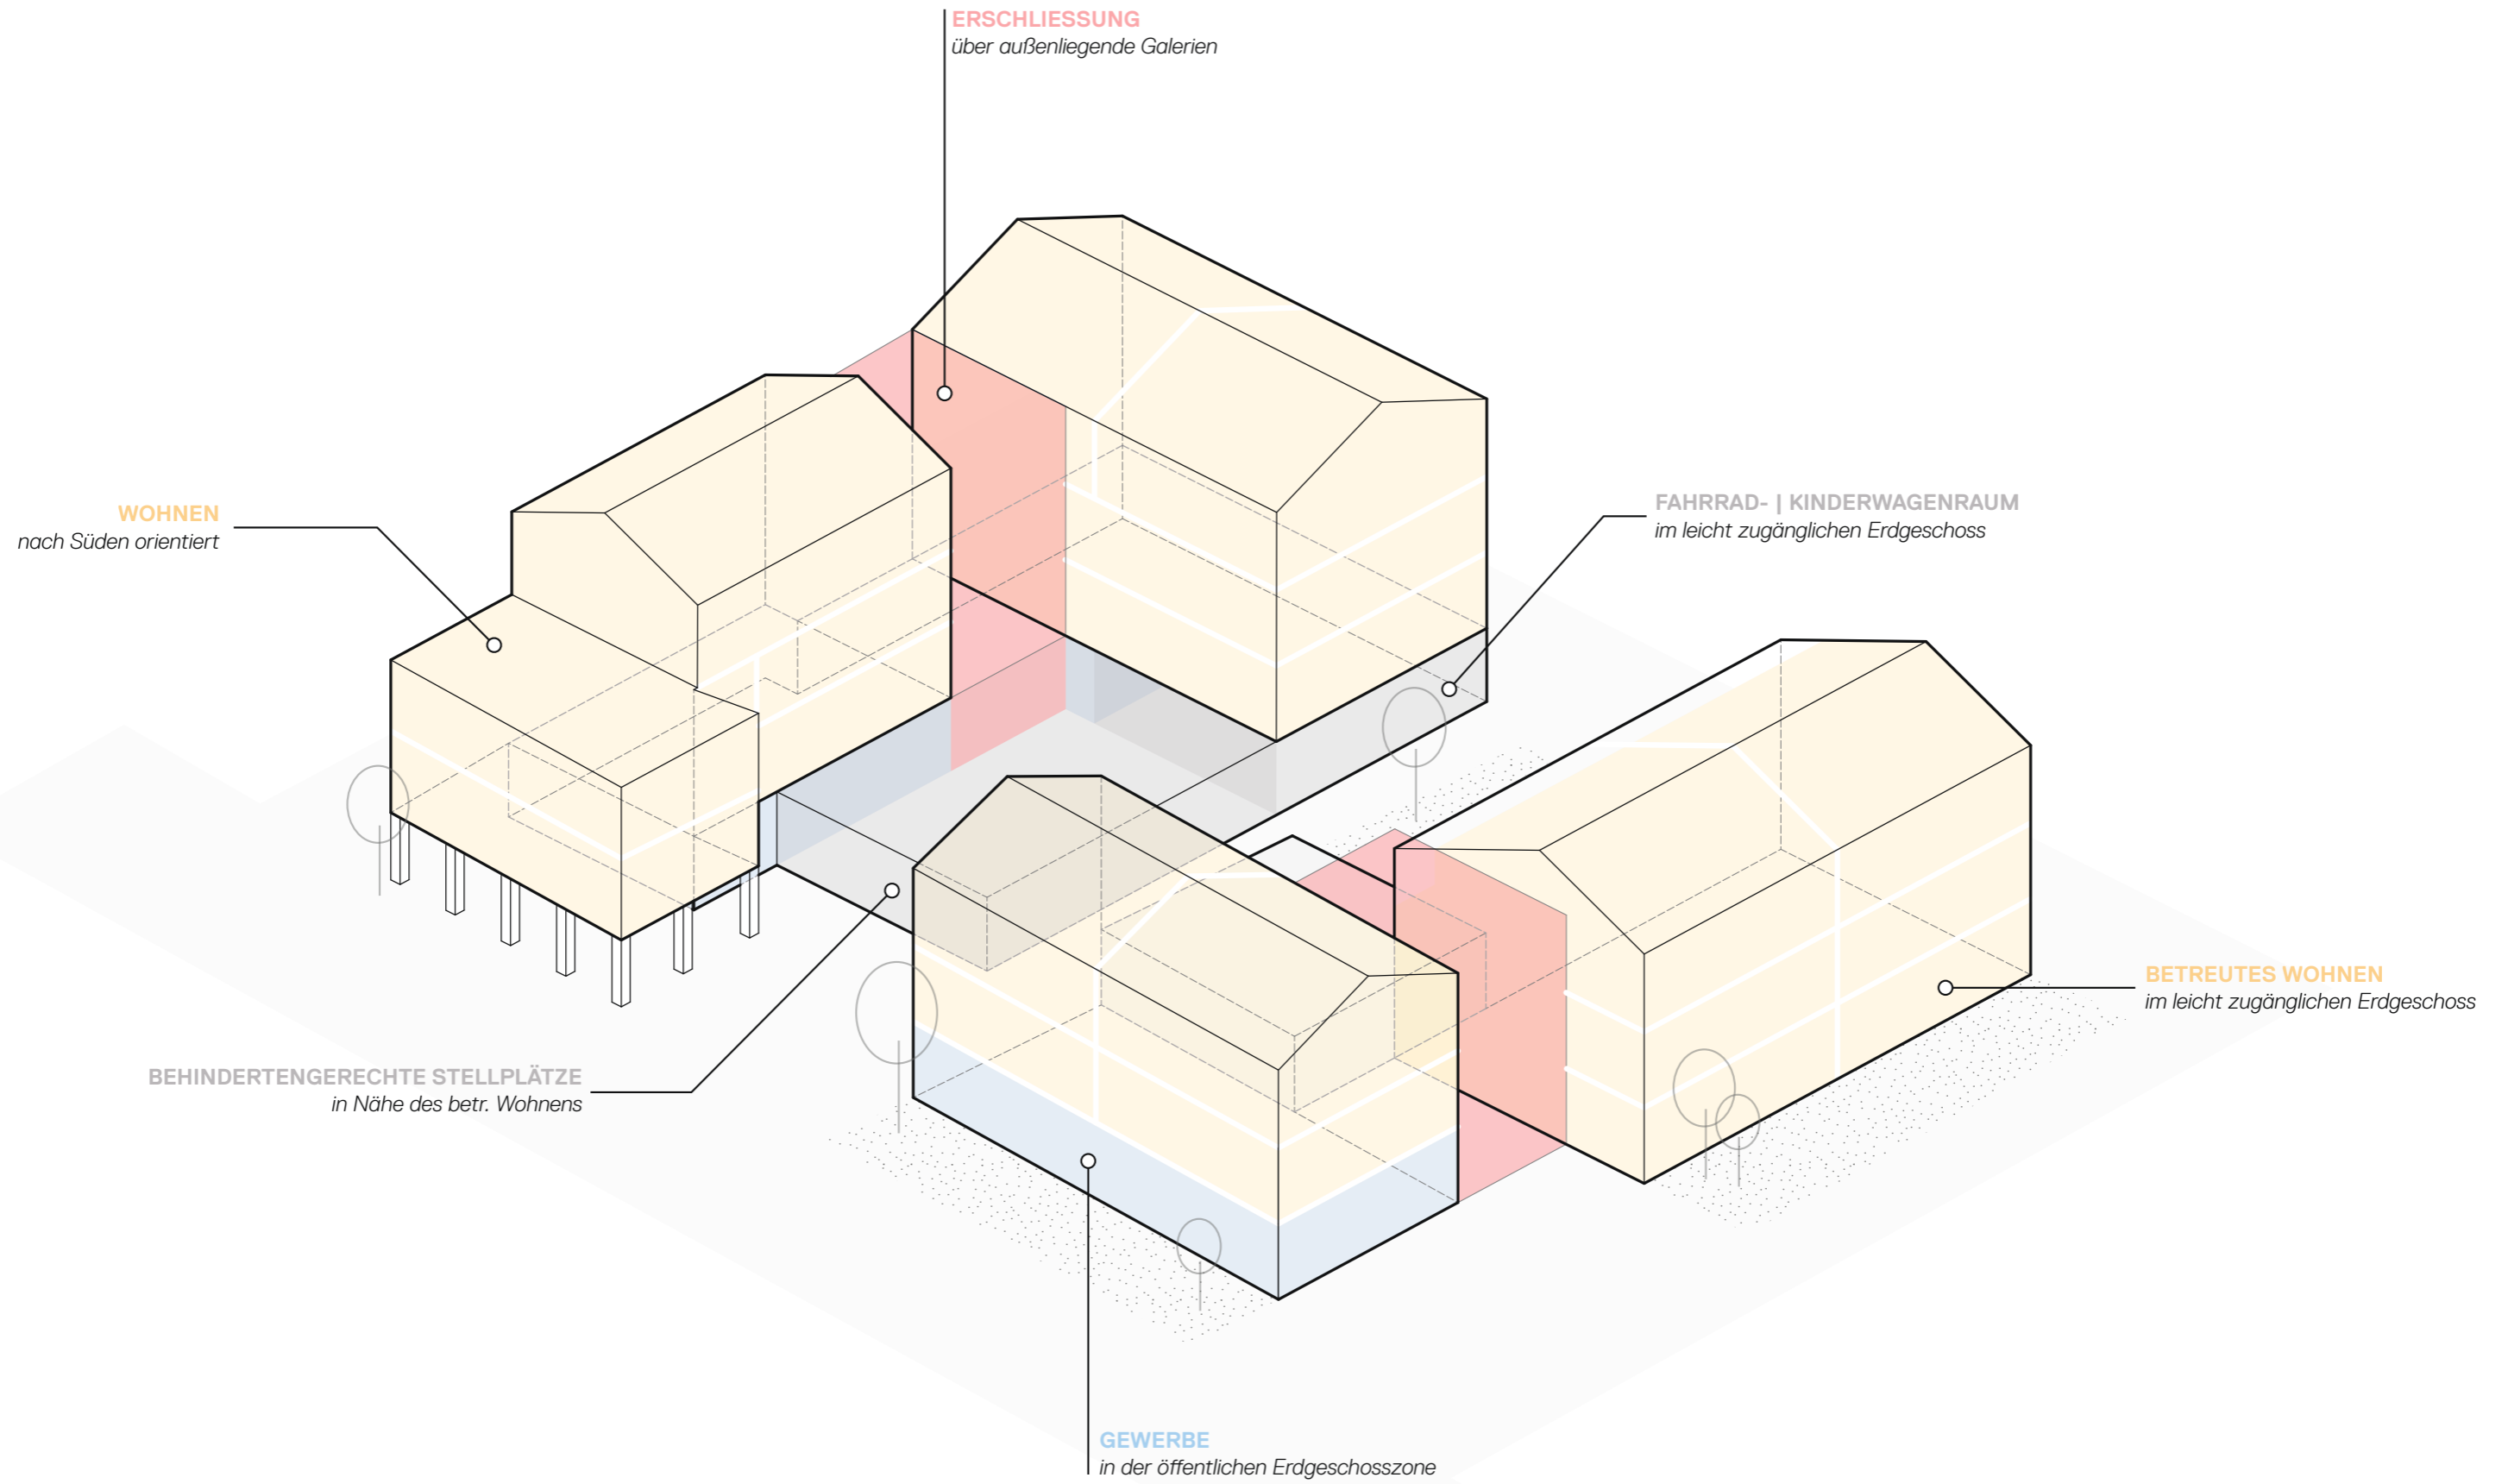 ERSCHLIESSUNG
über außenliegende Galerien
WOHNEN
nach Süden orientiert
FAHRRAD- | KINDERWAGENRAUM
im leicht zugänglichen Erdgeschoss
BETREUTES WOHNEN
im leicht zugänglichen Erdgeschoss
BEHINDERTENGERECHTE STELLPLÄTZE
in Nähe des betr. Wohnens
GEWERBE
in der öffentlichen Erdgeschosszone